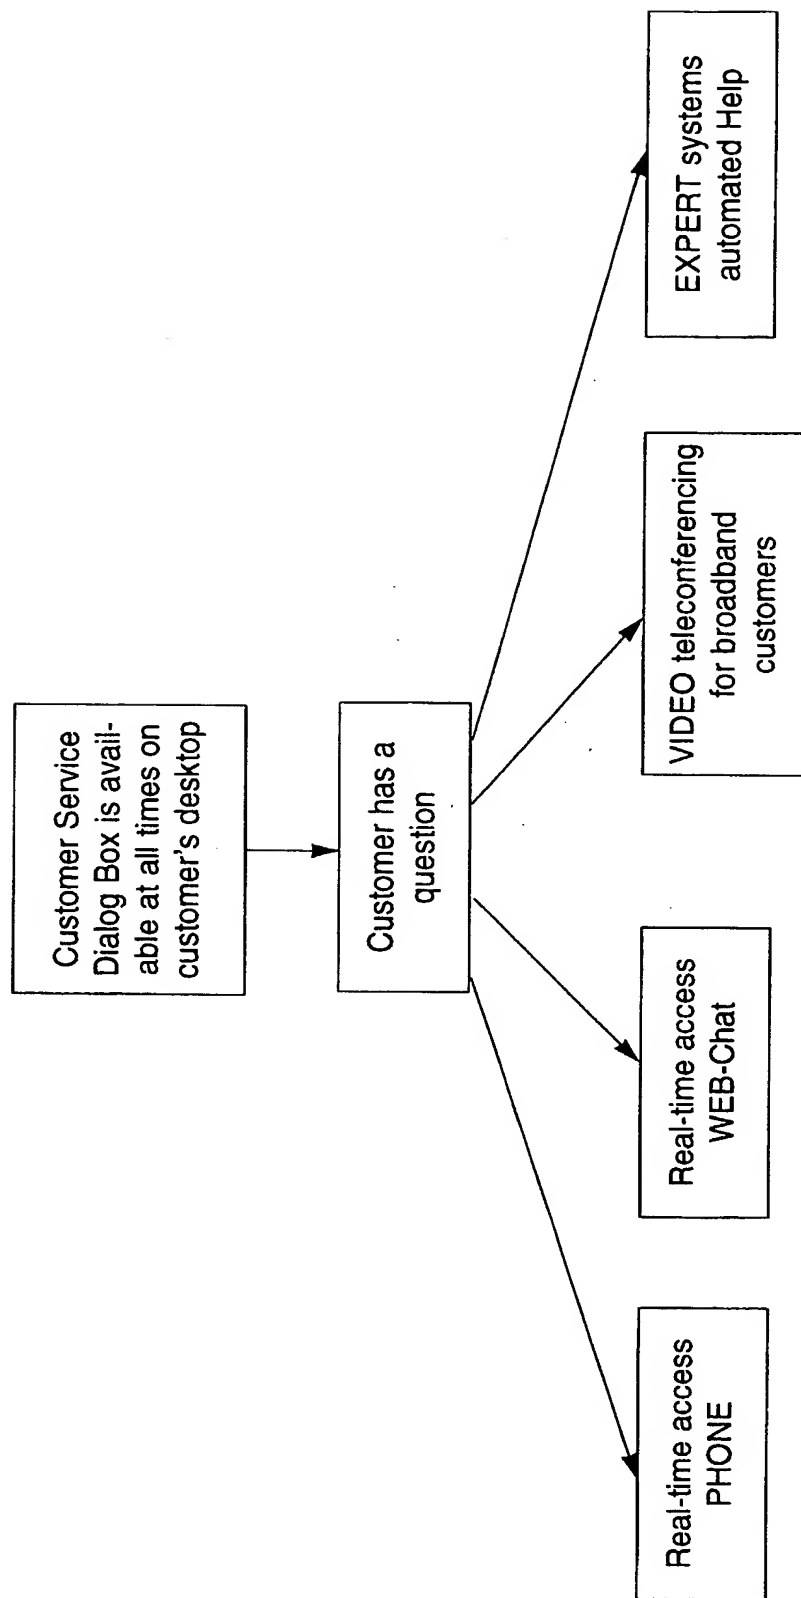 Customer Service
Dialog Box is avail-
able at all times on
customer's desktop
Customer has a
question
Real-time access
PHONE
Real-time access
WEB-Chat
VIDEO teleconferencing
for broadband
customers
EXPERT systems
automated Help